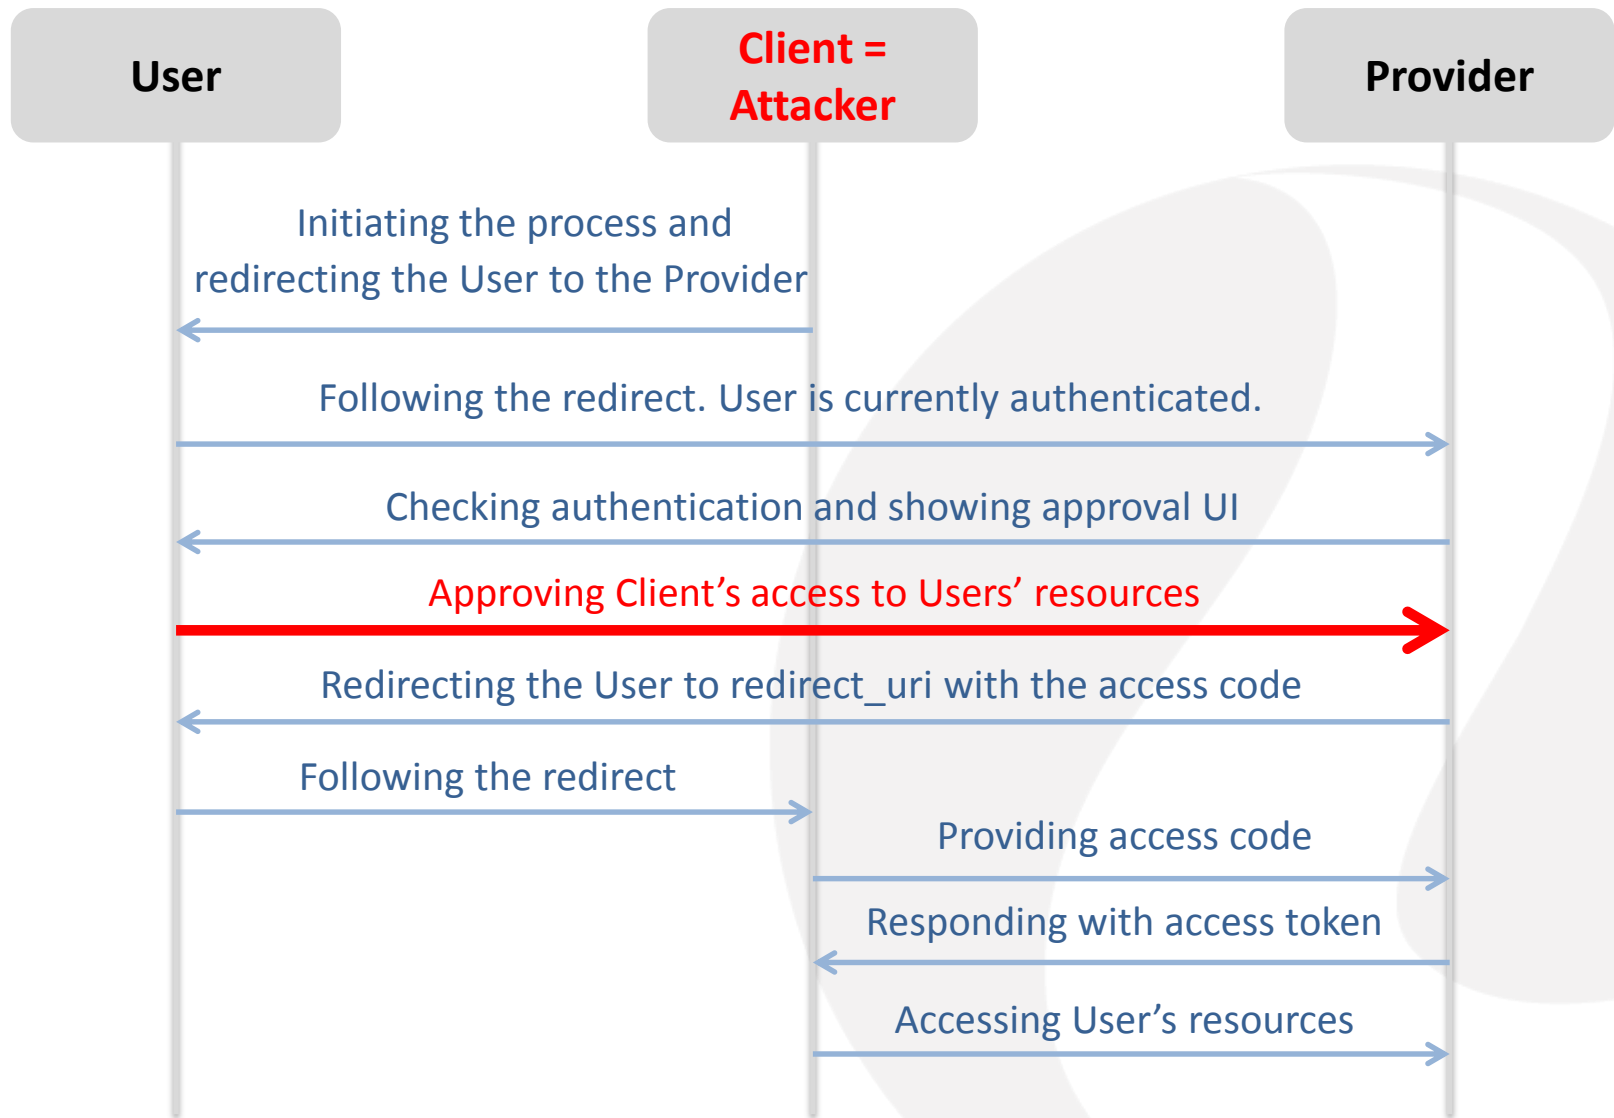 User
Client =
Attacker
Provider
Initiating the process and
redirecting the User to the Provider
Following the redirect. User is currently authenticated.
Checking authentication and showing approval UI
Approving Client’s access to Users’ resources
Redirecting the User to redirect_uri with the access code
Following the redirect
Providing access code
Responding with access token
Accessing User’s resources